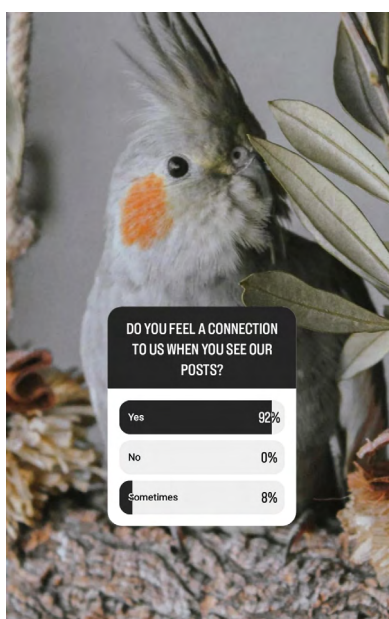 DO YOU FEEL A CONNECTION
TO US WHEN YOU SEE OUR
POSTS?
Yes 92%
No 0%
Sometimes 8%